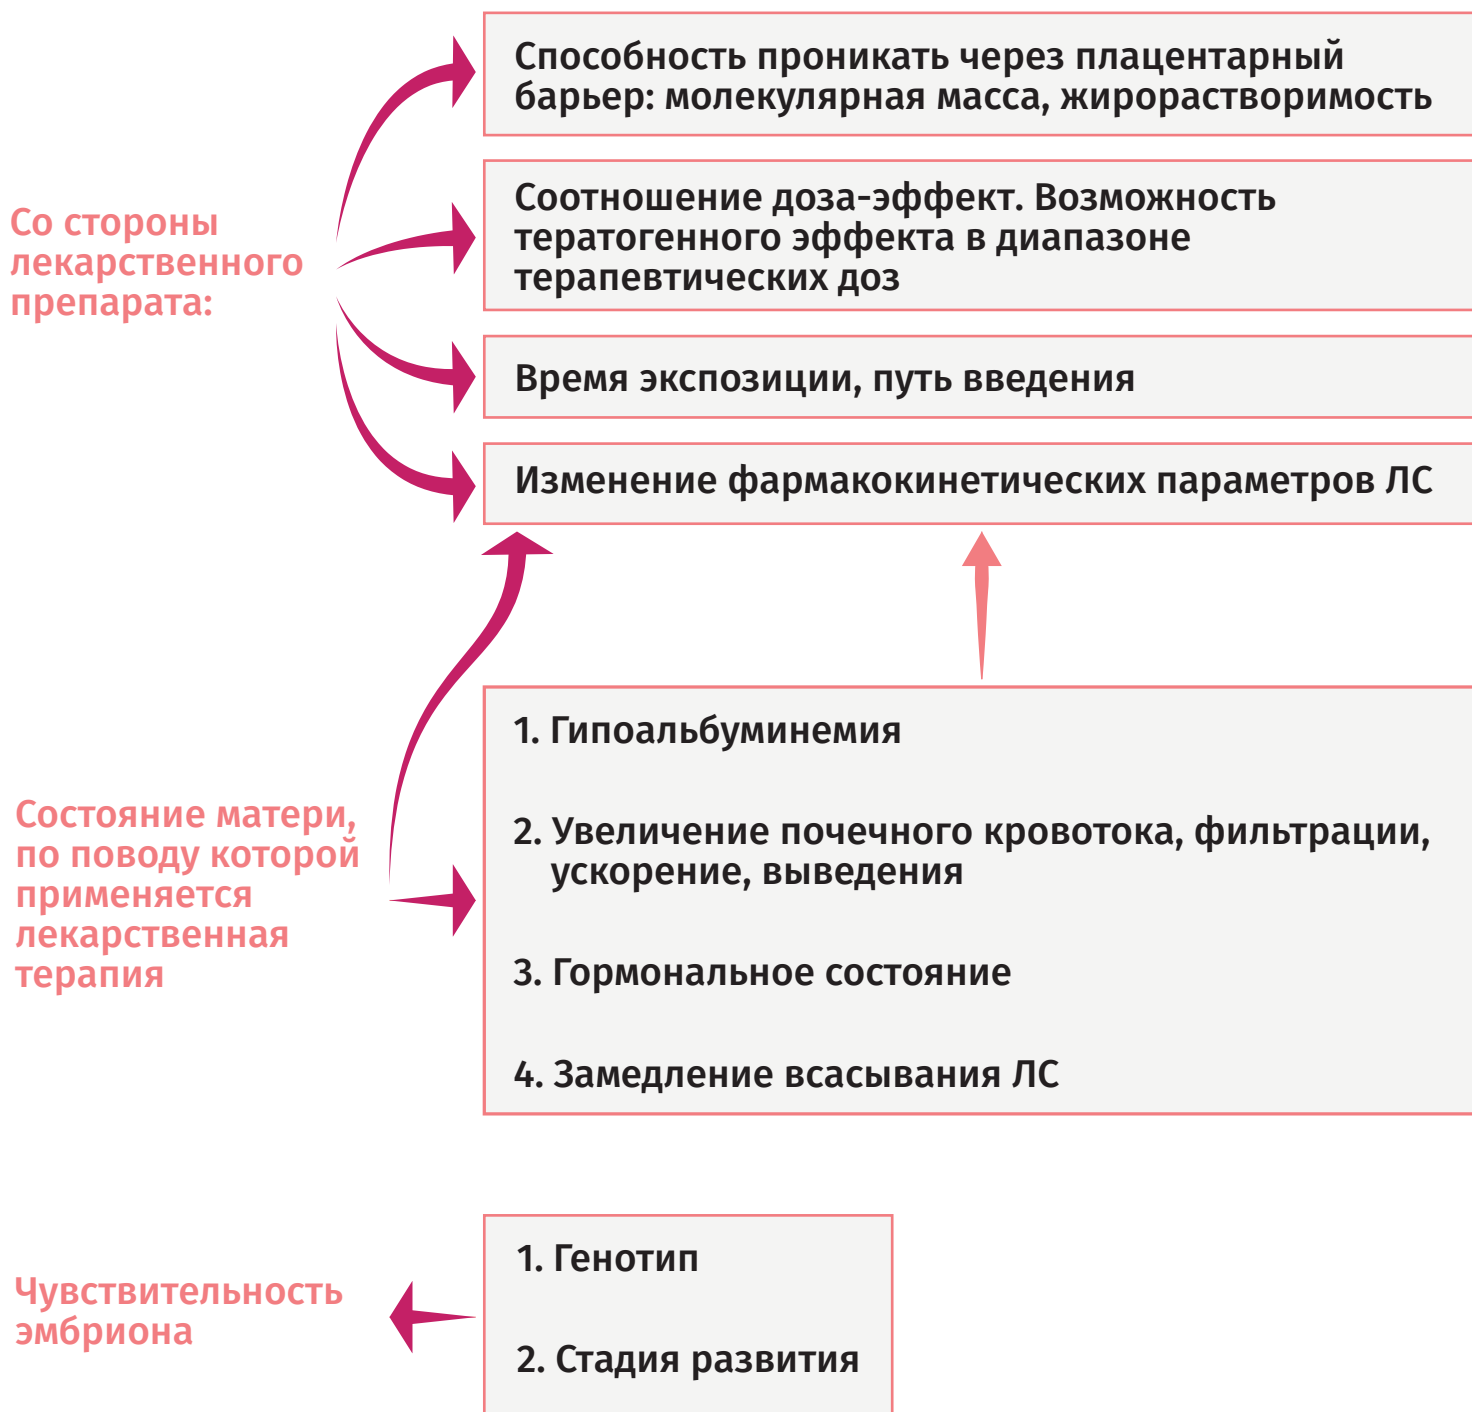 Способность проникать через плацентарный
барьер: молекулярная масса, жирорастворимость
Со стороны
лекарственного
препарата:
Соотношение доза-эффект. Возможность
тератогенного эффекта в диапазоне
терапевтических доз
Время экспозиции, путь введения
Изменение фармакокинетических параметров ЛС
Состояние матери,
по поводу которой
применяется
лекарственная
терапия
1. Гипоальбуминемия
2. Увеличение почечного кровотока, фильтрации,
ускорение, выведения
3. Гормональное состояние
4. Замедление всасывания ЛС
Чувствительность
эмбриона
1. Генотип
2. Стадия развития